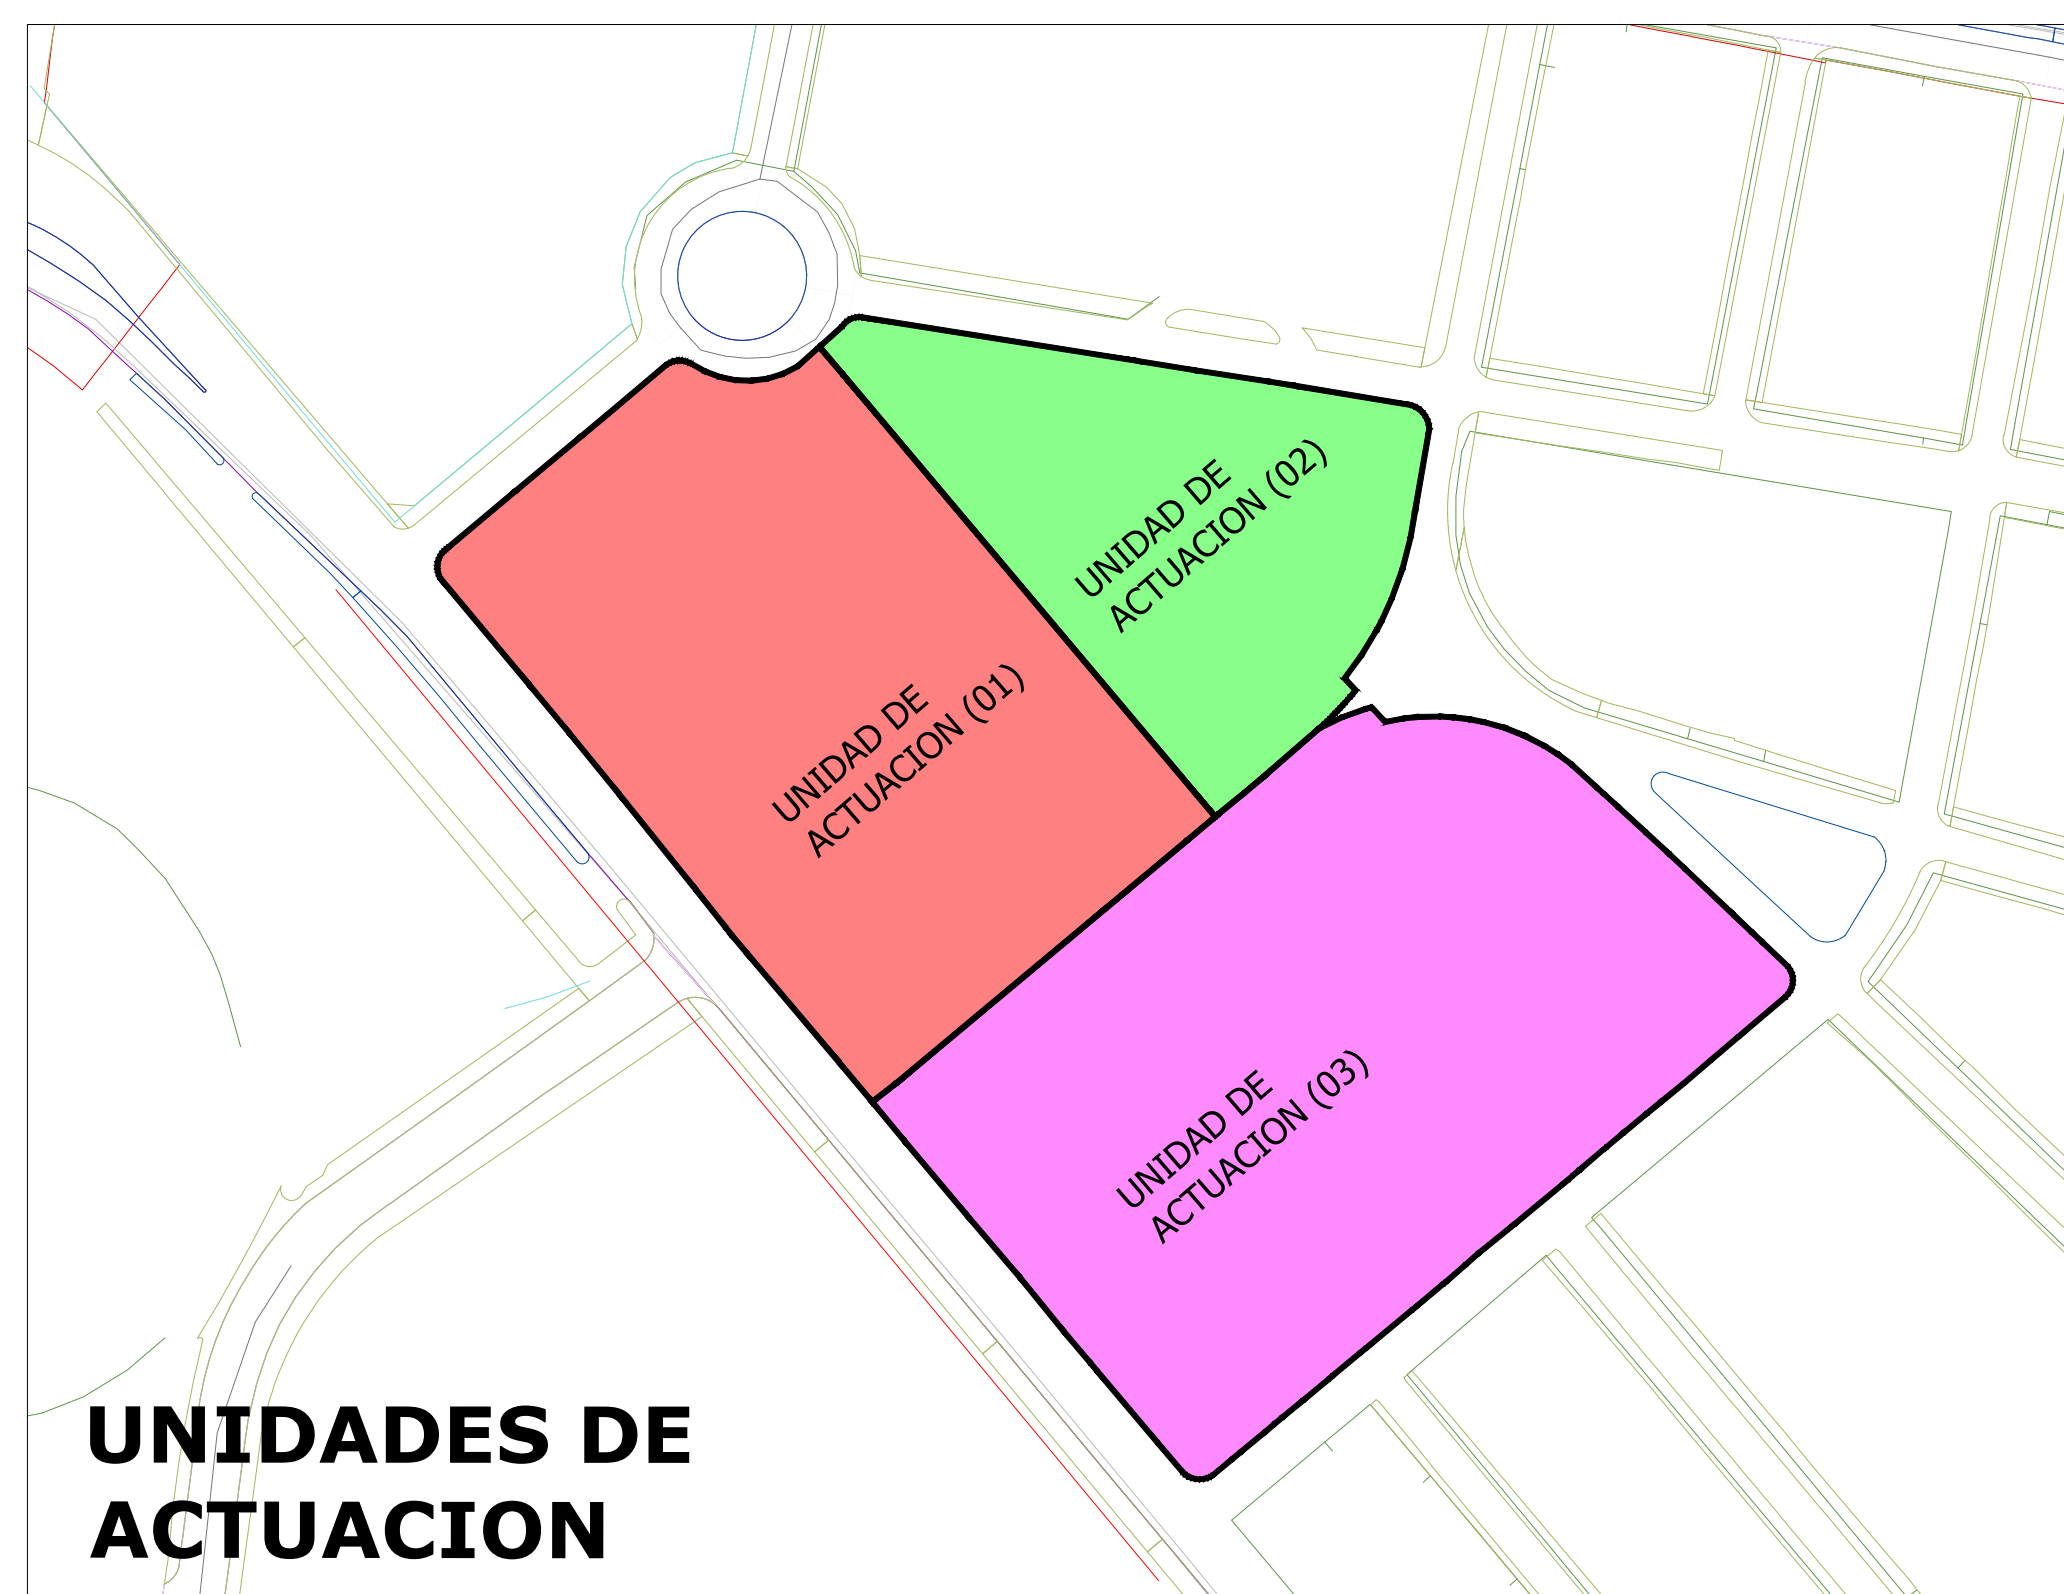 UNIDAD DE
ACTUACION (02)
UNIDAD DE
ACTUACION (01)
UNIDAD DE
ACTUACION (03)
UNIDADES DE
ACTUACION